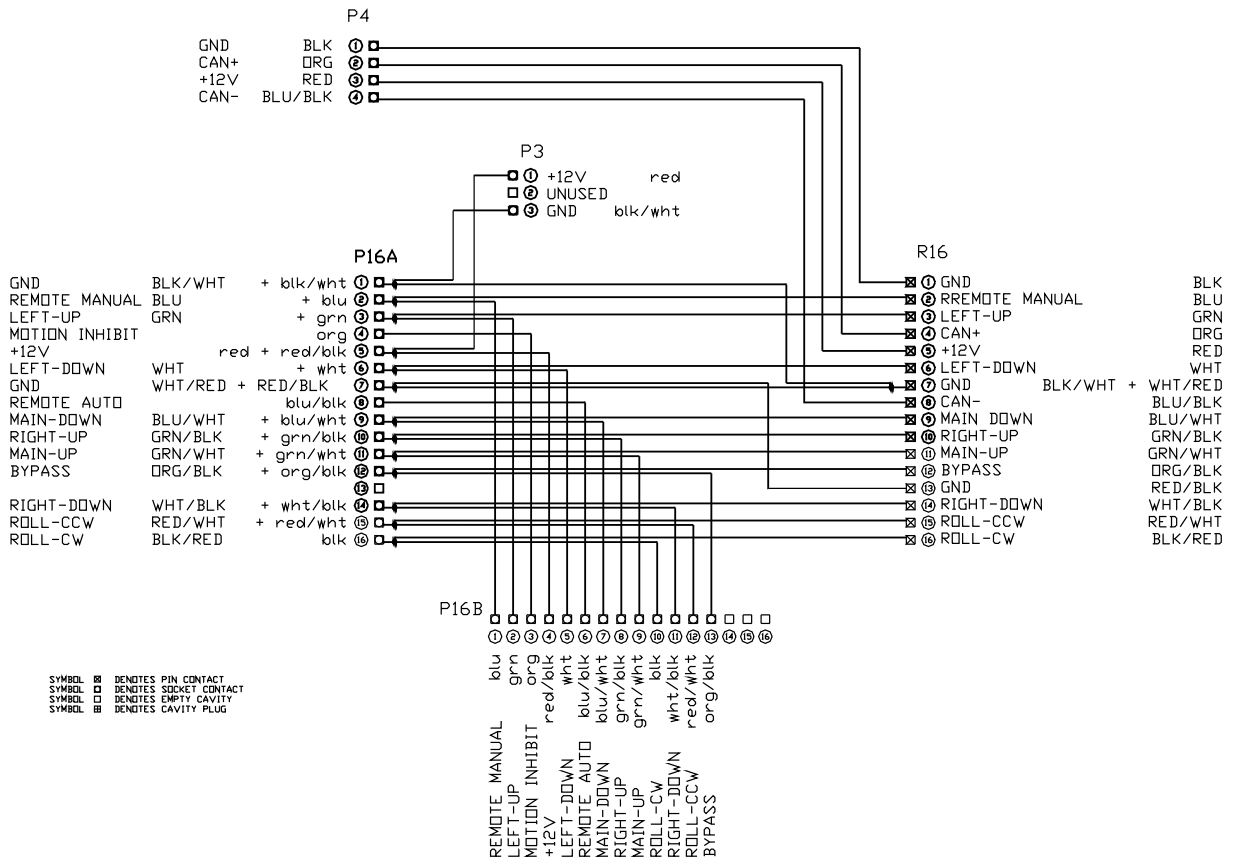 P4
GND BLK 1
CAN+ ORG 2
+12V RED 3
CAN- BLU/BLK 4
P3
1 +12V red
2 UNUSED
3 GND blk/wht
P16A
GND BLK/WHT + blk/wht 1
REMOTE MANUAL BLU + blu 2
LEFT-UP GRN + grn 3
MOTION INHIBIT org 4
+12V red + red/blk 5
LEFT-DOWN WHT + wht 6
GND WHT/RED + RED/BLK 7
REMOTE AUTO blu/blk 8
MAIN-DOWN BLU/WHT + blu/wht 9
RIGHT-UP GRN/BLK + grn/blk 10
MAIN-UP GRN/WHT + grn/wht 11
BYPASS ORG/BLK + org/blk 12
13
RIGHT-DOWN WHT/BLK + wht/blk 14
ROLL-CCW RED/WHT + red/wht 15
ROLL-CW BLK/RED blk 16
R16
1 GND BLK
2 RREMOTE MANUAL BLU
3 LEFT-UP GRN
4 CAN+ ORG
5 +12V RED
6 LEFT-DOWN WHT
7 GND BLK/WHT + WHT/RED
8 CAN- BLU/BLK
9 MAIN DOWN BLU/WHT
10 RIGHT-UP GRN/BLK
11 MAIN-UP GRN/WHT
12 BYPASS ORG/BLK
13 GND RED/BLK
14 RIGHT-DOWN WHT/BLK
15 ROLL-CCW RED/WHT
16 ROLL-CW BLK/RED
P16B
1 blu REMOTE MANUAL
2 grn LEFT-UP
3 org MOTION INHIBIT
4 red/blk +12V
5 wht LEFT-DOWN
6 blu/blk REMOTE AUTO
7 blu/wht MAIN-DOWN
8 grn/blk RIGHT-UP
9 grn/wht MAIN-UP
10 blk ROLL-CW
11 wht/blk RIGHT-DOWN
12 red/wht ROLL-CCW
13 org/blk BYPASS
14
15
16
SYMBOL DENOTES PIN CONTACT
SYMBOL DENOTES SOCKET CONTACT
SYMBOL DENOTES EMPTY CAVITY
SYMBOL DENOTES CAVITY PLUG